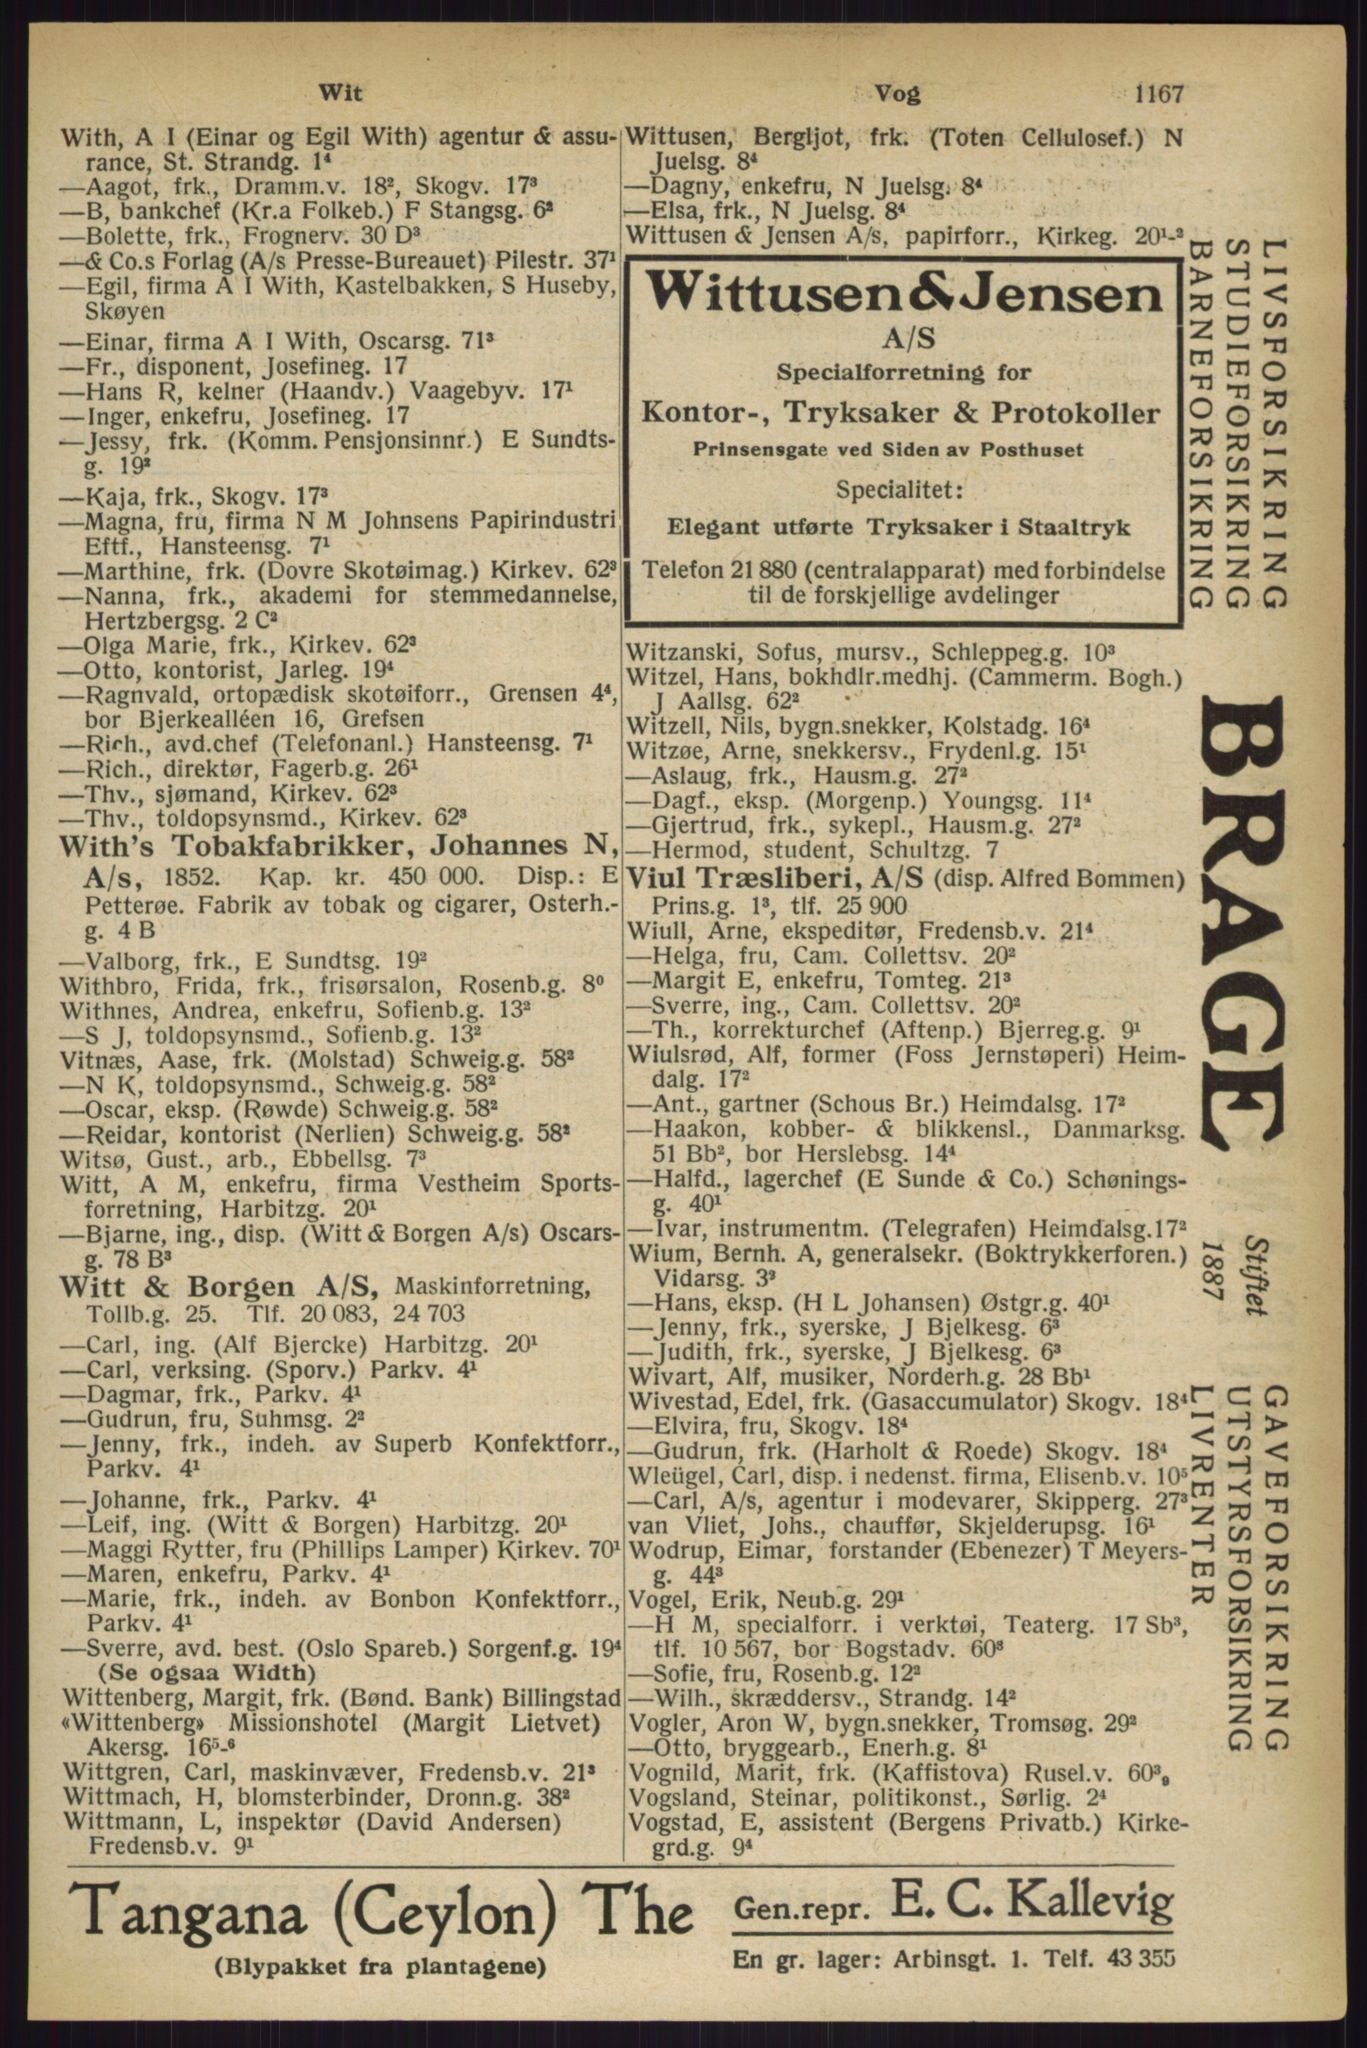 Wit
Vog
1167
With, A I (Einar og Egil With) agentur & assu-
rance, St. Strandg. 1⁴
—Aagot, frk., Dramm.v. 18², Skogv. 17³
—B, bankchef (Kr.a Folkeb.) F Stangsg. 6²
—Bolette, frk., Frognerv. 30 D³
—& Co.s Forlag (A/s Presse-Bureauet) Pilestr. 37¹
—Egil, firma A I With, Kastelbakken, S Huseby,
Skøyen
—Einar, firma A I With, Oscarsg. 71³
—Fr., disponent, Josefineg. 17
—Hans R, kelner (Haandv.) Vaagebyv. 17¹
—Inger, enkefru, Josefineg. 17
—Jessy, frk. (Komm. Pensjonsinnr.) E Sundts-
g. 19²
—Kaja, frk., Skogv. 17³
—Magna, fru, firma N M Johnsens Papirindustri
Eftf., Hansteensg. 7¹
—Marthine, frk. (Dovre Skotøimag.) Kirkev. 62³
—Nanna, frk., akademi for stemmedannelse,
Hertzbergsg. 2 C²
—Olga Marie, frk., Kirkev. 62³
—Otto, kontorist, Jarleg. 19⁴
—Ragnvald, ortopædisk skotøiforr., Grensen 4⁴,
bor Bjerkealléen 16, Grefsen
—Rich., avd.chef (Telefonanl.) Hansteensg. 7¹
—Rich., direktør, Fagerb.g. 26¹
—Thv., sjømand, Kirkev. 62³
—Thv., toldopsynsmd., Kirkev. 62³
With's Tobakfabrikker, Johannes N,
A/s, 1852. Kap. kr. 450 000. Disp.: E
Petterøe. Fabrik av tobak og cigarer, Osterh.-
g. 4 B
—Valborg, frk., E Sundtsg. 19²
Withbro, Frida, frk., frisørsalon, Rosenb.g. 8⁰
Withnes, Andrea, enkefru, Sofienb.g. 13²
—S J, toldopsynsmd., Sofienb.g. 13²
Vitnæs, Aase, frk. (Molstad) Schweig.g. 58²
—N K, toldopsynsmd., Schweig.g. 58²
—Oscar, eksp. (Røwde) Schweig.g. 58²
—Reidar, kontorist (Nerlien) Schweig.g. 58²
Witsø, Gust., arb., Ebbellsg. 7³
Witt, A M, enkefru, firma Vestheim Sports-
forretning, Harbitzg. 20¹
—Bjarne, ing., disp. (Witt & Borgen A/s) Oscars-
g. 78 B³
Witt & Borgen A/S, Maskinforretning,
Tollb.g. 25. Tlf. 20 083, 24 703
—Carl, ing. (Alf Bjercke) Harbitzg. 20¹
—Carl, verksing. (Sporv.) Parkv. 4¹
—Dagmar, frk., Parkv. 4¹
—Gudrun, fru, Suhmsg. 2²
—Jenny, frk., indeh. av Superb Konfektforr.,
Parkv. 4¹
—Johanne, frk., Parkv. 4¹
—Leif, ing. (Witt & Borgen) Harbitzg. 20¹
—Maggi Rytter, fru (Phillips Lamper) Kirkev. 70¹
—Maren, enkefru, Parkv. 4¹
—Marie, frk., indeh. av Bonbon Konfektforr.,
Parkv. 4¹
—Sverre, avd. best. (Oslo Spareb.) Sorgenf.g. 19⁴
(Se ogsaa Width)
Wittenberg, Margit, frk. (Bønd. Bank) Billingstad
«Wittenberg» Missionshotel (Margit Lietvet)
Akersg. 16⁵-⁶
Wittgren, Carl, maskinvæver, Fredensb.v. 21³
Wittmach, H, blomsterbinder, Dronn.g. 38²
Wittmann, L, inspektør (David Andersen)
Fredensb.v. 9¹
Wittusen, Bergljot, frk. (Toten Cellulosef.) N
Juelsg. 8⁴
—Dagny, enkefru, N Juelsg. 8⁴
—Elsa, frk., N Juelsg. 8⁴
Wittusen & Jensen A/s, papirforr., Kirkeg. 20¹-²
Wittusen & Jensen
A/S
Specialforretning for
Kontor-, Tryksaker & Protokoller
Prinsensgate ved Siden av Posthuset
Specialitet:
Elegant utførte Tryksaker i Staaltryk
Telefon 21 880 (centralapparat) med forbindelse
til de forskjellige avdelinger
Witzanski, Sofus, mursv., Schleppeg.g. 10³
Witzel, Hans, bokhdlr.medhj. (Cammerm. Bogh.)
J Aallsg. 62²
Witzell, Nils, bygn.snekker, Kolstadg. 16⁴
Witzøe, Arne, snekkersv., Frydenl.g. 15¹
—Aslaug, frk., Hausm.g. 27²
—Dagf., eksp. (Morgenp.) Youngsg. 11⁴
—Gjertrud, frk., sykepl., Hausm.g. 27²
—Hermod, student, Schultzg. 7
Viul Træsliberi, A/S (disp. Alfred Bommen)
Prins.g. 1³, tlf. 25 900
Wiull, Arne, ekspeditør, Fredensb.v. 21⁴
—Helga, fru, Cam. Collettsv. 20²
—Margit E, enkefru, Tomteg. 21³
—Sverre, ing., Cam. Collettsv. 20²
—Th., korrekturchef (Aftenp.) Bjerreg.g. 9¹
Wiulsrød, Alf, former (Foss Jernstøperi) Heim-
dalg. 17²
—Ant., gartner (Schous Br.) Heimdalsg. 17²
—Haakon, kobber- & blikkensl., Danmarksg.
51 Bb², bor Herslebsg. 14⁴
—Halfd., lagerchef (E Sunde & Co.) Schønings-
g. 40¹
—Ivar, instrumentm. (Telegrafen) Heimdalsg. 17²
Wium, Bernh. A, generalsekr. (Boktrykkerforen.)
Vidarsg. 3²
—Hans, eksp. (H L Johansen) Østgr.g. 40¹
—Jenny, frk., syerske, J Bjelkesg. 6³
—Judith, frk., syerske, J Bjelkesg. 6³
Wivart, Alf, musiker, Norderh.g. 28 Bb¹
Wivestad, Edel, frk. (Gasaccumulator) Skogv. 18⁴
—Elvira, fru, Skogv. 18⁴
—Gudrun, frk. (Harholt & Roede) Skogv. 18⁴
Wleügel, Carl, disp. i nedenst. firma, Elisenb.v. 10⁵
—Carl, A/s, agentur i modevarer, Skipperg. 27³
van Vliet, Johs., chauffør, Skjelderupsg. 16¹
Wodrup, Eimar, forstander (Ebenezer) T Meyers-
g. 44³
Vogel, Erik, Neub.g. 29¹
—H M, specialforr. i verktøi, Teaterg. 17 Sb³,
tlf. 10 567, bor Bogstadv. 60³
—Sofie, fru, Rosenb.g. 12²
—Wilh., skræddersv., Strandg. 14²
Vogler, Aron W, bygn.snekker, Tromsøg. 29²
—Otto, bryggearb., Enerh.g. 8¹
Vognild, Marit, frk. (Kaffistova) Rusel.v. 60³
Vogsland, Steinar, politikonst., Sørlig. 2⁴
Vogstad, E, assistent (Bergens Privatb.) Kirke-
grd.g. 9⁴
LIVSFORSIKRING
STUDIEFORSIKRING
BARNEFORSIKRING
BRAGE
Stiftet
1887
GAVEFORSIKRING
UTSTYRSFORSIKRING
LIVRENTER
Tangana (Ceylon) The
(Blypakket fra plantagene)
Gen.repr. E. C. Kallevig
En gr. lager: Arbinsgt. 1. Telf. 43 355